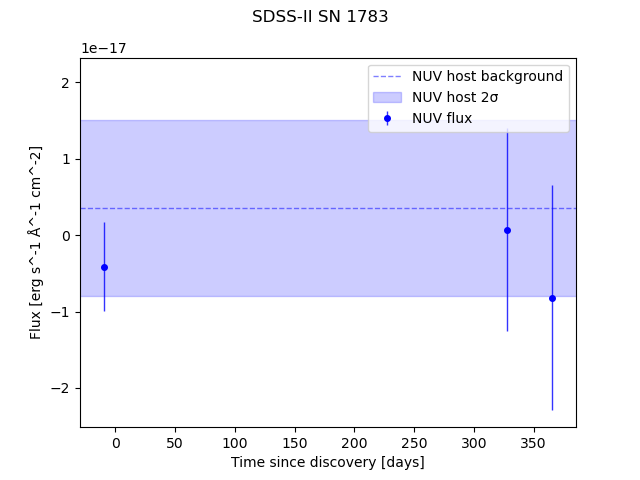 SDSS-II SN 1783
1e−17
NUV host background
NUV host 2σ
NUV flux
2
1
0
−1
−2
Flux [erg s^-1 Å^-1 cm^-2]
0 50 100 150 200 250 300 350
Time since discovery [days]